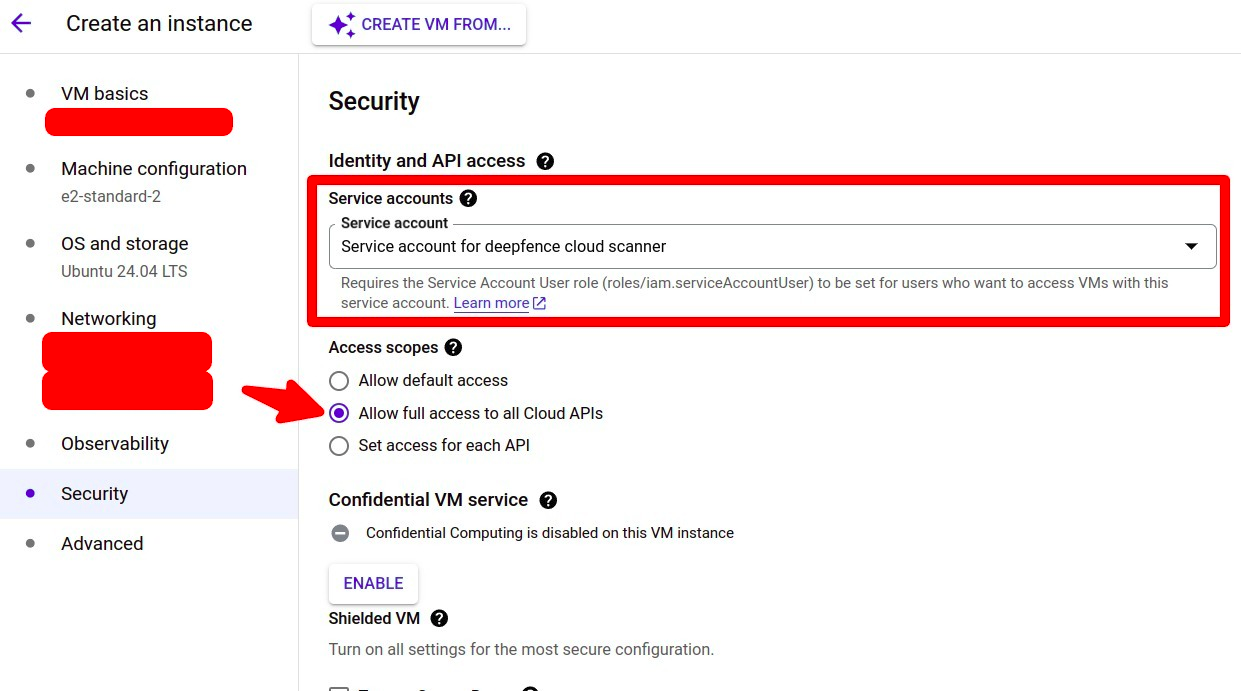 Create an instance
CREATE VM FROM...
VM basics
Machine configuration
e2-standard-2
OS and storage
Ubuntu 24.04 LTS
Networking
Observability
Security
Advanced
Security
Identity and API access
Service accounts
Service account
Service account for deepfence cloud scanner
Requires the Service Account User role (roles/iam.serviceAccountUser) to be set for users who want to access VMs with this
service account. Learn more
Access scopes
Allow default access
Allow full access to all Cloud APIs
Set access for each API
Confidential VM service
Confidential Computing is disabled on this VM instance
ENABLE
Shielded VM
Turn on all settings for the most secure configuration.